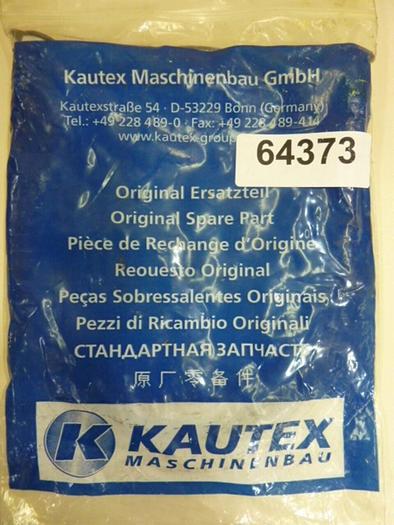 Kautex Maschinenbau GmbH
Kautexstraße 54 · D-53229 Bonn (Germany)
Tel.: +49 228 489-0 · Fax: +49 228 489-414
www.kautex-group
64373
Original Ersatzteil
Original Spare Part
Pièce de Rechange d'Origine
Reouesto Original
Peças Sobressalentes Originais
Pezzi di Ricambio Originali
СТАНДАРТНАЯ ЗАПЧАСТЬ
原厂零备件
K KAUTEX
MASCHINENBAU